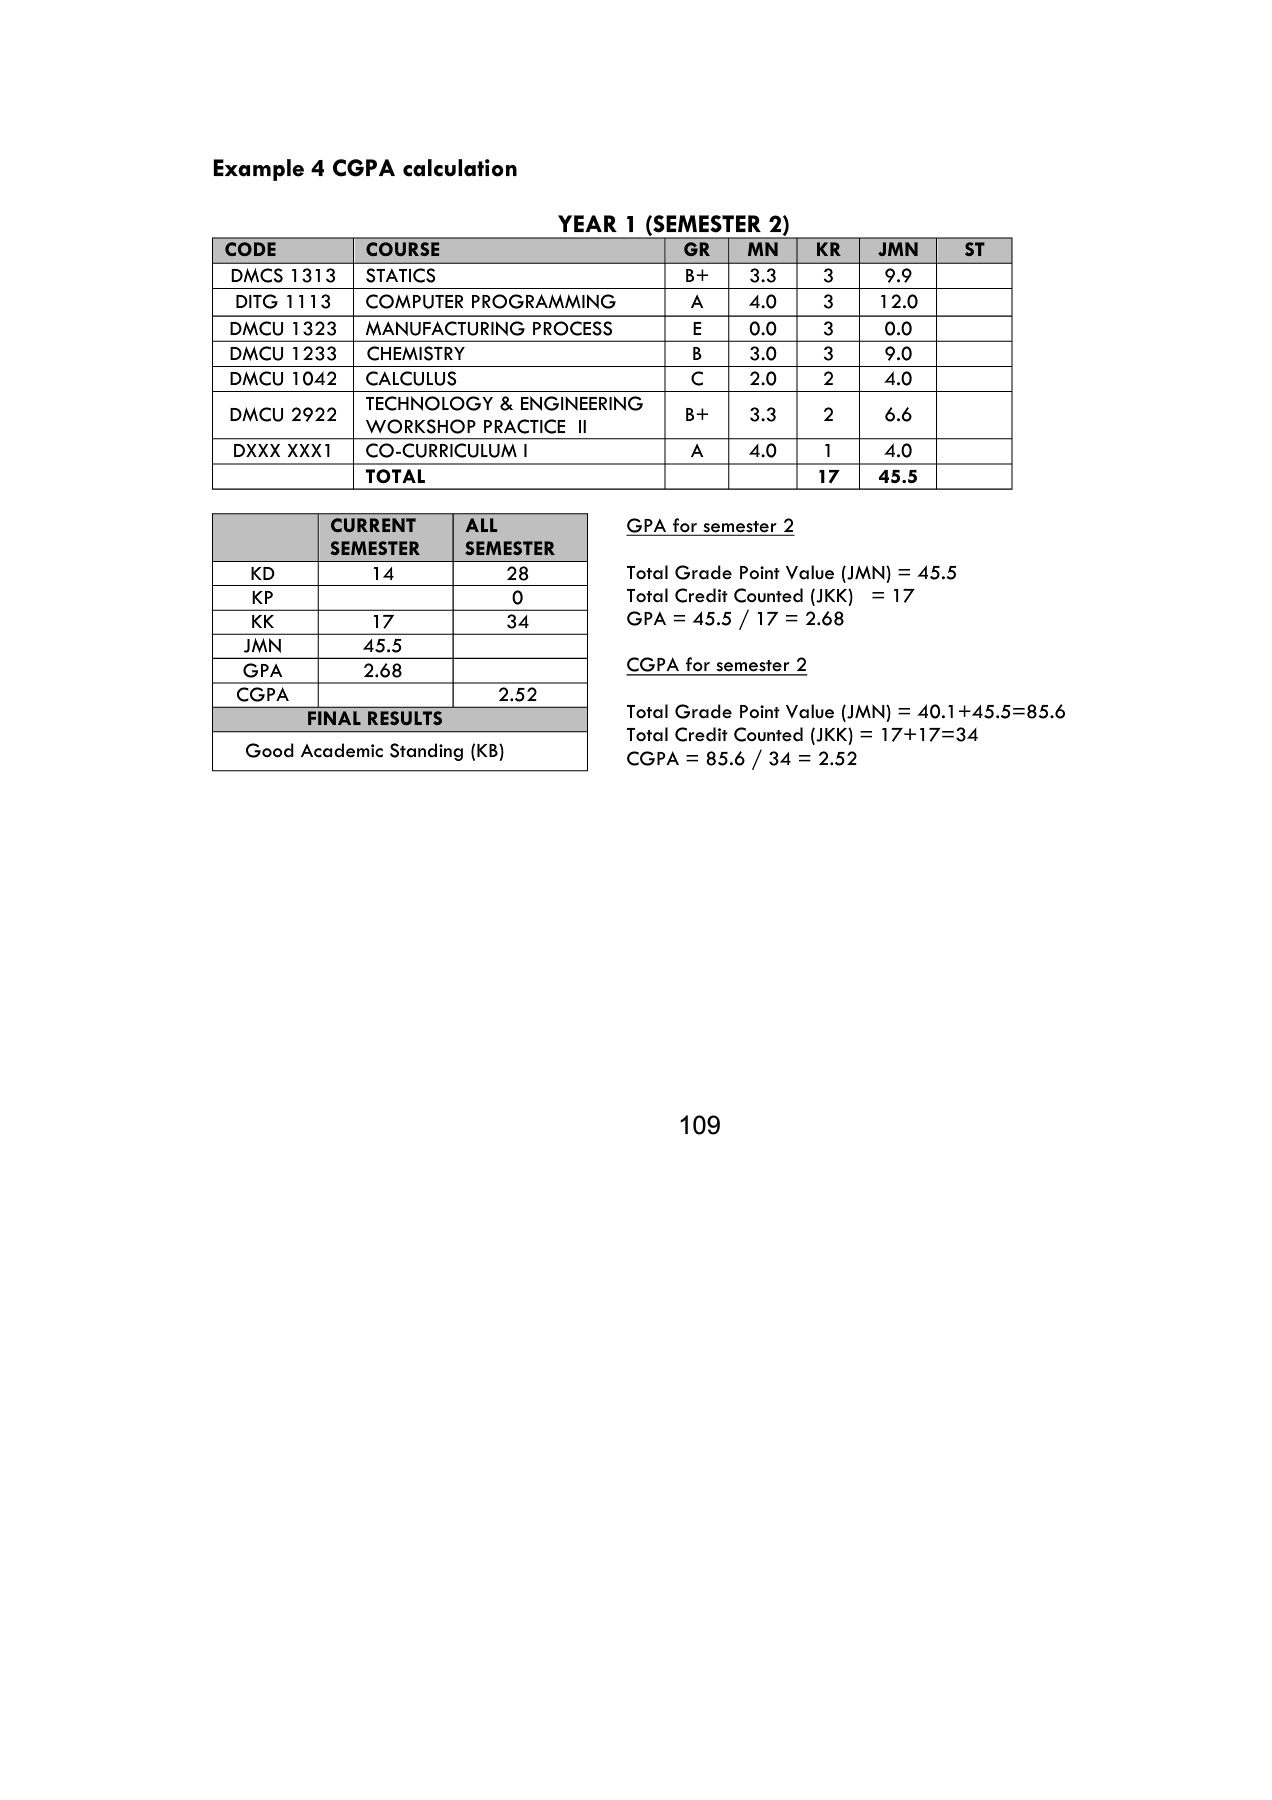 Example 4 CGPA calculation
YEAR 1 (SEMESTER 2)
CODE COURSE GR MN KR JMN ST
DMCS 1313 STATICS B+ 3.3 3 9.9
DITG 1113 COMPUTER PROGRAMMING A 4.0 3 12.0
DMCU 1323 MANUFACTURING PROCESS E 0.0 3 0.0
DMCU 1233 CHEMISTRY B 3.0 3 9.0
DMCU 1042 CALCULUS C 2.0 2 4.0
DMCU 2922 TECHNOLOGY & ENGINEERING WORKSHOP PRACTICE II B+ 3.3 2 6.6
DXXX XXX1 CO-CURRICULUM I A 4.0 1 4.0
TOTAL 17 45.5
CURRENT SEMESTER ALL SEMESTER
KD 14 28
KP 0
KK 17 34
JMN 45.5
GPA 2.68
CGPA 2.52
FINAL RESULTS
Good Academic Standing (KB)
GPA for semester 2
Total Grade Point Value (JMN) = 45.5
Total Credit Counted (JKK) = 17
GPA = 45.5 / 17 = 2.68
CGPA for semester 2
Total Grade Point Value (JMN) = 40.1+45.5=85.6
Total Credit Counted (JKK) = 17+17=34
CGPA = 85.6 / 34 = 2.52
109